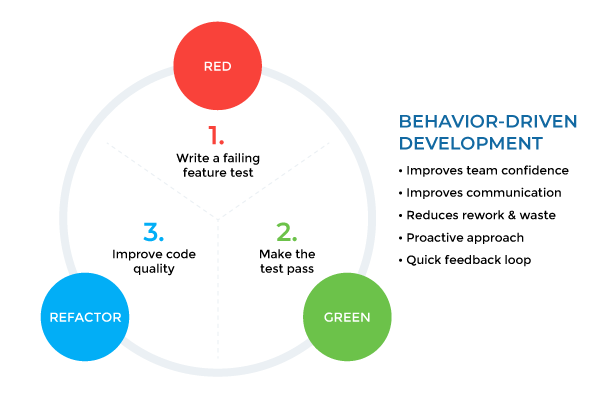 RED
1.
Write a failing
feature test
3.
Improve code
quality
2.
Make the
test pass
REFACTOR
GREEN
BEHAVIOR-DRIVEN
DEVELOPMENT
• Improves team confidence
• Improves communication
• Reduces rework & waste
• Proactive approach
• Quick feedback loop